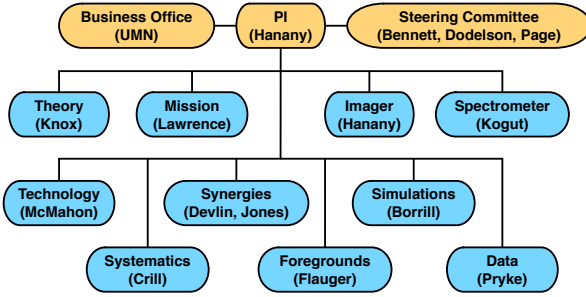 Business Office
(UMN)
PI
(Hanany)
Steering Committee
(Bennett, Dodelson, Page)
Theory
(Knox)
Mission
(Lawrence)
Imager
(Hanany)
Spectrometer
(Kogut)
Technology
(McMahon)
Synergies
(Devlin, Jones)
Simulations
(Borrill)
Systematics
(Crill)
Foregrounds
(Flauger)
Data
(Pryke)